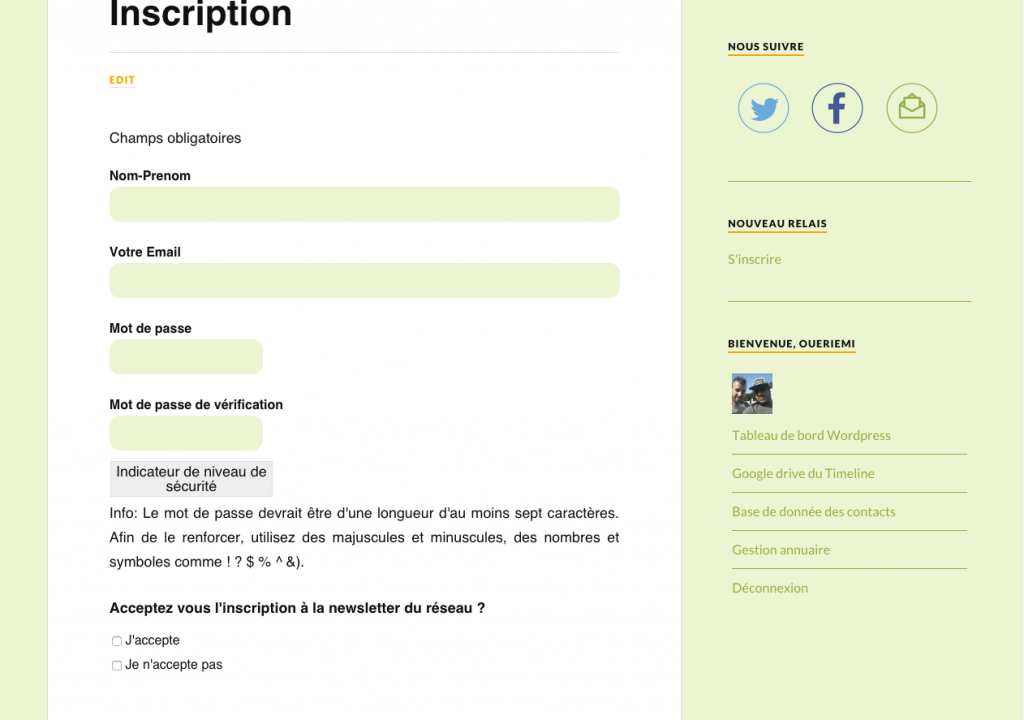 Inscription
EDIT
Champs obligatoires
Nom-Prenom
Votre Email
Mot de passe
Mot de passe de vérification
Indicateur de niveau de
sécurité
Info: Le mot de passe devrait être d'une longueur d'au moins sept caractères.
Afin de le renforcer, utilisez des majuscules et minuscules, des nombres et
symboles comme ! ? $ % ^ &).
Acceptez vous l'inscription à la newsletter du réseau ?
J'accepte
Je n'accepte pas
NOUS SUIVRE
NOUVEAU RELAIS
S'inscrire
BIENVENUE, OUERIEMI
Tableau de bord Wordpress
Google drive du Timeline
Base de donnée des contacts
Gestion annuaire
Déconnexion